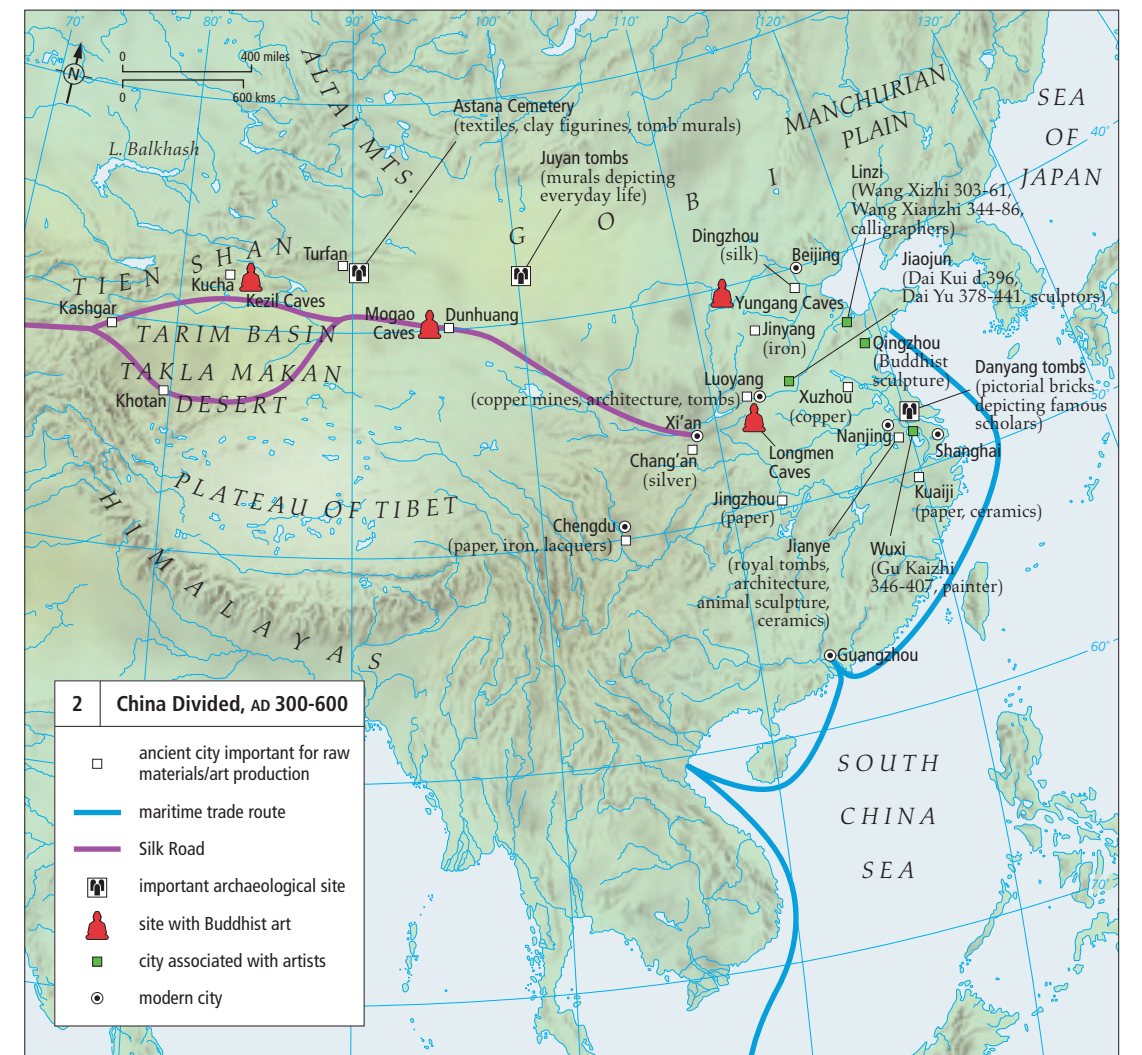 70°
80°
90°
100°
110°
120°
130°
0
400 miles
N
0
600 kms
ALTAI MTS.
L. Balkhash
Astana Cemetery
(textiles, clay figurines, tomb murals)
Juyan tombs
(murals depicting
everyday life)
MANCHURIAN
PLAIN
SEA
OF
JAPAN
40°
Linzi
(Wang Xizhi 303-61,
Wang Xianzhi 344-86,
calligraphers)
GOBI
Dingzhou
(silk)
Beijing
Jiaojun
(Dai Kui d.396,
Dai Yu 378-441, sculptors)
TIEN SHAN
Turfan
Kucha
Kezil Caves
Kashgar
Mogao
Caves
Dunhuang
Yungang Caves
Jinyang
(iron)
TARIM BASIN
TAKLA MAKAN
DESERT
Khotan
Qingzhou
(Buddhist
sculpture)
Danyang tombs
(pictorial bricks
depicting famous
scholars)
50°
Luoyang
(copper mines, architecture, tombs)
Xuzhou
(copper)
Xi’an
Chang’an
(silver)
Longmen
Caves
Nanjing
Shanghai
PLATEAU OF TIBET
HIMALAYAS
Jingzhou
(paper)
Kuaiji
(paper, ceramics)
Chengdu
(paper, iron, lacquers)
Jianye
(royal tombs,
architecture,
animal sculpture,
ceramics)
Wuxi
(Gu Kaizhi
346-407, painter)
Guangzhou
60°
SOUTH
CHINA
SEA
70°
2 China Divided, AD 300-600
ancient city important for raw
materials/art production
maritime trade route
Silk Road
important archaeological site
site with Buddhist art
city associated with artists
modern city